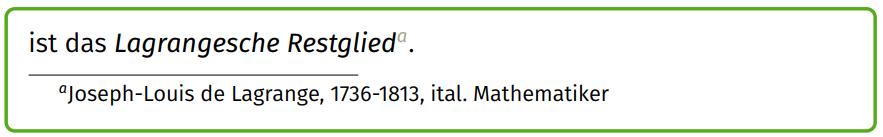 ist das Lagrangesche Restglied^a.
^aJoseph-Louis de Lagrange, 1736-1813, ital. Mathematiker